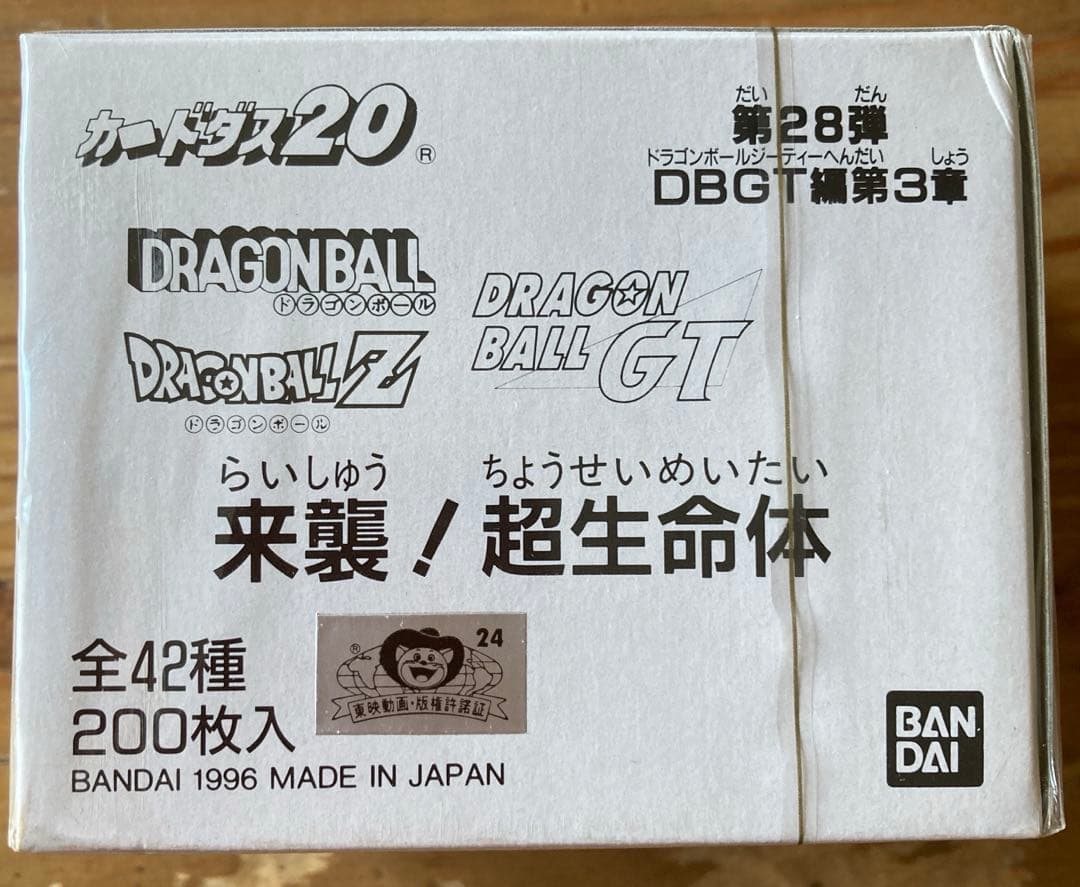 カードダス20®
だい だん
第28弾
ドラゴンボールジーティーへんだい しょう
DBGT編第3章
DRAGONBALL
ドラゴンボール
DRAGONBALL Z
ドラゴンボール
DRAGON
BALL GT
らいしゅう ちょうせいめいたい
来襲!超生命体
全42種
200枚入
® 24
東映動画・版権許諾証
BANDAI 1996 MADE IN JAPAN
BAN
DAI